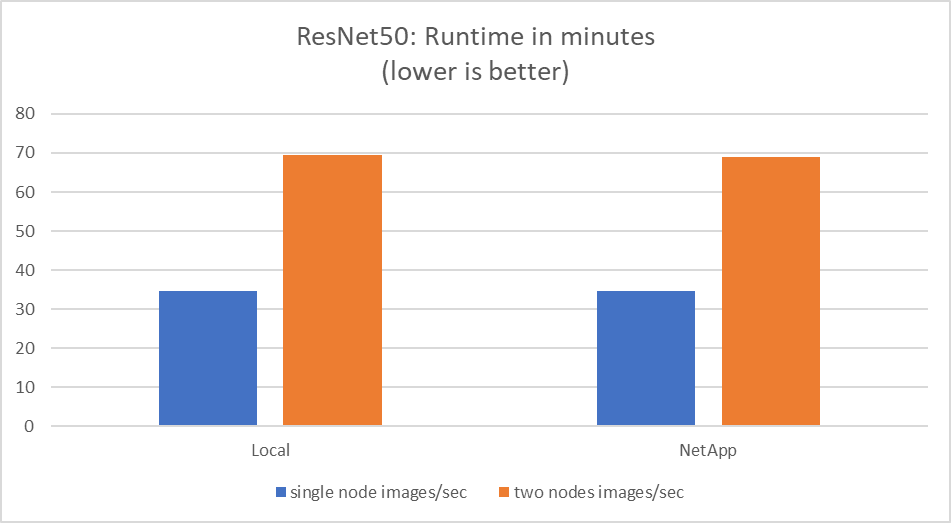 ResNet50: Runtime in minutes
(lower is better)
80
70
60
50
40
30
20
10
0
Local NetApp
single node images/sec two nodes images/sec